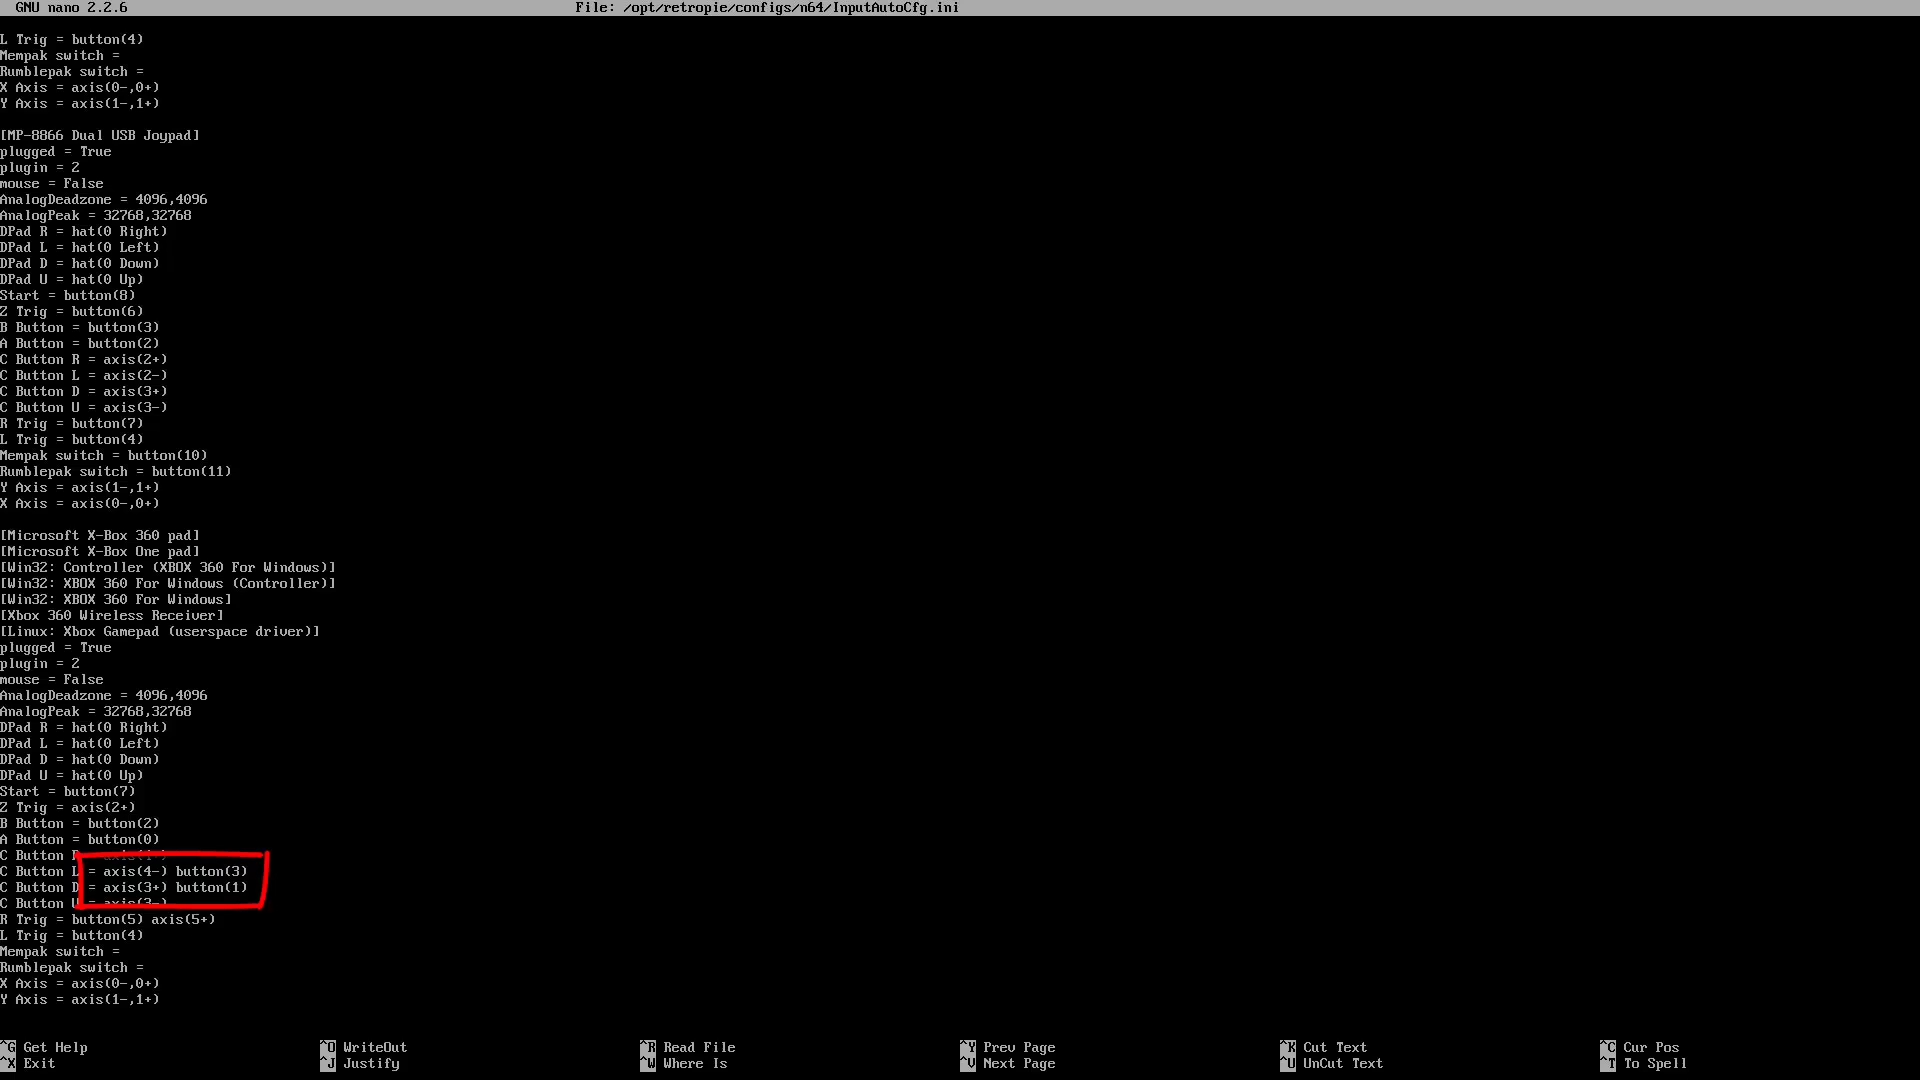 GNU nano 2.2.6 File: /opt/retropie/configs/n64/InputAutoCfg.ini
L Trig = button(4)
Mempak switch =
Rumblepak switch =
X Axis = axis(0-,0+)
Y Axis = axis(1-,1+)
[MP-8866 Dual USB Joypad]
plugged = True
plugin = 2
mouse = False
AnalogDeadzone = 4096,4096
AnalogPeak = 32768,32768
DPad R = hat(0 Right)
DPad L = hat(0 Left)
DPad D = hat(0 Down)
DPad U = hat(0 Up)
Start = button(8)
Z Trig = button(6)
B Button = button(3)
A Button = button(2)
C Button R = axis(2+)
C Button L = axis(2-)
C Button D = axis(3+)
C Button U = axis(3-)
R Trig = button(7)
L Trig = button(4)
Mempak switch = button(10)
Rumblepak switch = button(11)
Y Axis = axis(1-,1+)
X Axis = axis(0-,0+)
[Microsoft X-Box 360 pad]
[Microsoft X-Box One pad]
[Win32: Controller (XBOX 360 For Windows)]
[Win32: XBOX 360 For Windows (Controller)]
[Win32: XBOX 360 For Windows]
[Xbox 360 Wireless Receiver]
[Linux: Xbox Gamepad (userspace driver)]
plugged = True
plugin = 2
mouse = False
AnalogDeadzone = 4096,4096
AnalogPeak = 32768,32768
DPad R = hat(0 Right)
DPad L = hat(0 Left)
DPad D = hat(0 Down)
DPad U = hat(0 Up)
Start = button(7)
Z Trig = axis(2+)
B Button = button(2)
A Button = button(0)
C Button
C Button L = axis(4-) button(3)
C Button D = axis(3+) button(1)
C Button U = axis(3-)
R Trig = button(5) axis(5+)
L Trig = button(4)
Mempak switch =
Rumblepak switch =
X Axis = axis(0-,0+)
Y Axis = axis(1-,1+)
^G Get Help ^O WriteOut ^R Read File ^Y Prev Page ^K Cut Text ^C Cur Pos
^X Exit ^J Justify ^W Where Is ^V Next Page ^U UnCut Text ^T To Spell